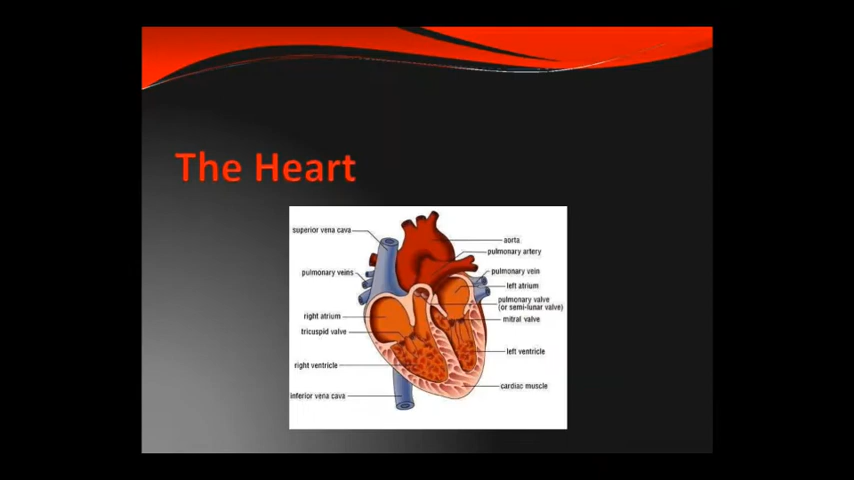 The Heart
superior vena cava
aorta
pulmonary artery
pulmonary veins
pulmonary vein
left atrium
pulmonary valve
(or semi-lunar valve)
right atrium
mitral valve
tricuspid valve
left ventricle
right ventricle
cardiac muscle
inferior vena cava